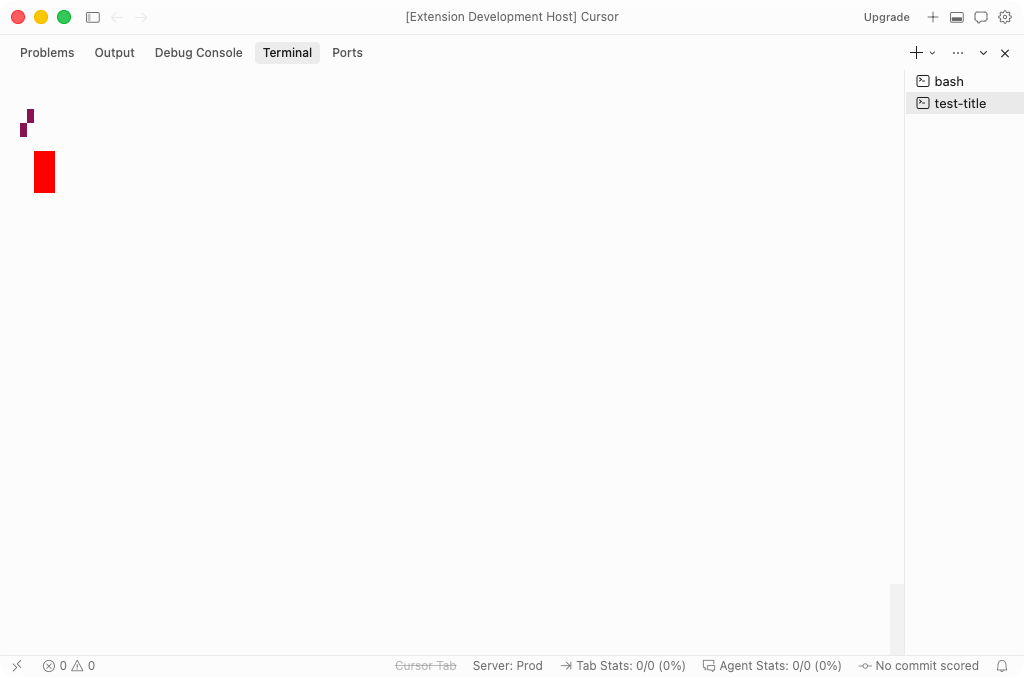 [Extension Development Host] Cursor
Upgrade
Problems Output Debug Console Terminal Ports
bash
test-title
0 0 Cursor Tab Server: Prod Tab Stats: 0/0 (0%) Agent Stats: 0/0 (0%) No commit scored